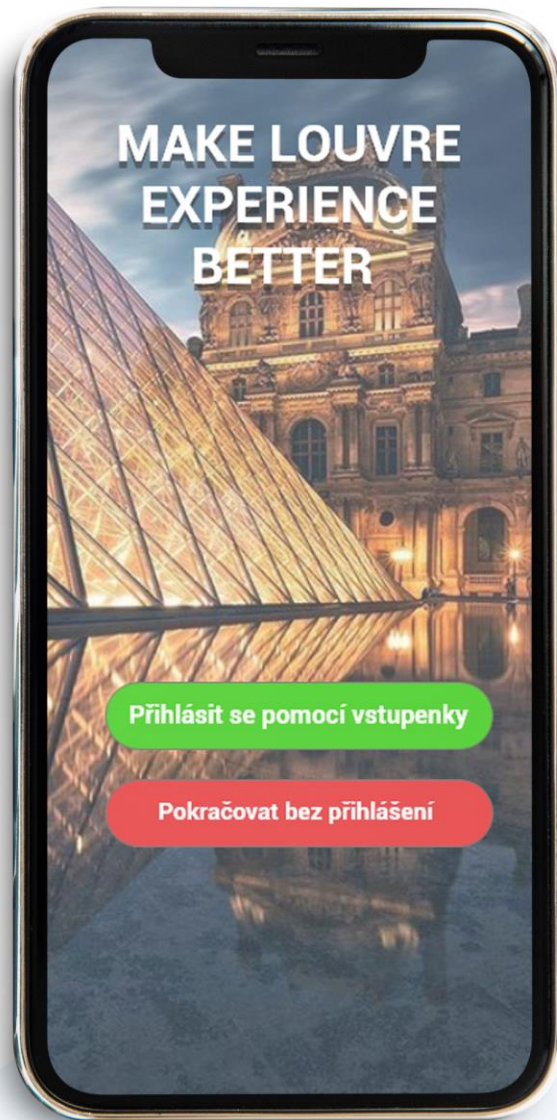 MAKE LOUVRE
EXPERIENCE
BETTER
Přihlásit se pomocí vstupenky
Pokračovat bez přihlášení